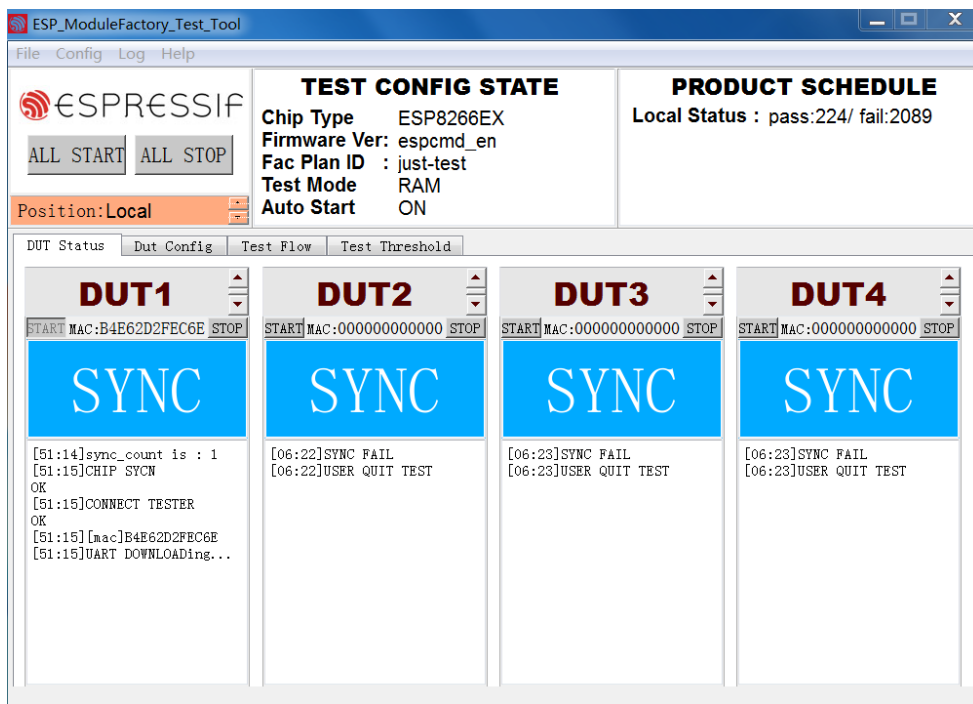 ESP_ModuleFactory_Test_Tool
File Config Log Help
ESPRESSIF
ALL START ALL STOP
Position:Local
TEST CONFIG STATE
Chip Type ESP8266EX
Firmware Ver: espcmd_en
Fac Plan ID : just-test
Test Mode RAM
Auto Start ON
PRODUCT SCHEDULE
Local Status : pass:224/ fail:2089
DUT Status Dut Config Test Flow Test Threshold
DUT1
START MAC:B4E62D2FEC6E STOP
SYNC
[51:14]sync_count is : 1
[51:15]CHIP SYCN
OK
[51:15]CONNECT TESTER
OK
[51:15][mac]B4E62D2FEC6E
[51:15]UART DOWNLOADing...
DUT2
START MAC:000000000000 STOP
SYNC
[06:22]SYNC FAIL
[06:22]USER QUIT TEST
DUT3
START MAC:000000000000 STOP
SYNC
[06:23]SYNC FAIL
[06:23]USER QUIT TEST
DUT4
START MAC:000000000000 STOP
SYNC
[06:23]SYNC FAIL
[06:23]USER QUIT TEST